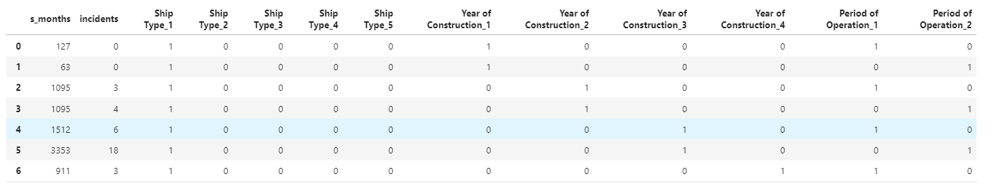 s_months incidents Ship Type_1 Ship Type_2 Ship Type_3 Ship Type_4 Ship Type_5 Year of Construction_1 Year of Construction_2 Year of Construction_3 Year of Construction_4 Period of Operation_1 Period of Operation_2
0 127 0 1 0 0 0 0 1 0 0 0 1 0
1 63 0 1 0 0 0 0 1 0 0 0 0 1
2 1095 3 1 0 0 0 0 0 1 0 0 1 0
3 1095 4 1 0 0 0 0 0 1 0 0 0 1
4 1512 6 1 0 0 0 0 0 0 1 0 1 0
5 3353 18 1 0 0 0 0 0 0 1 0 0 1
6 911 3 1 0 0 0 0 0 0 0 1 1 0